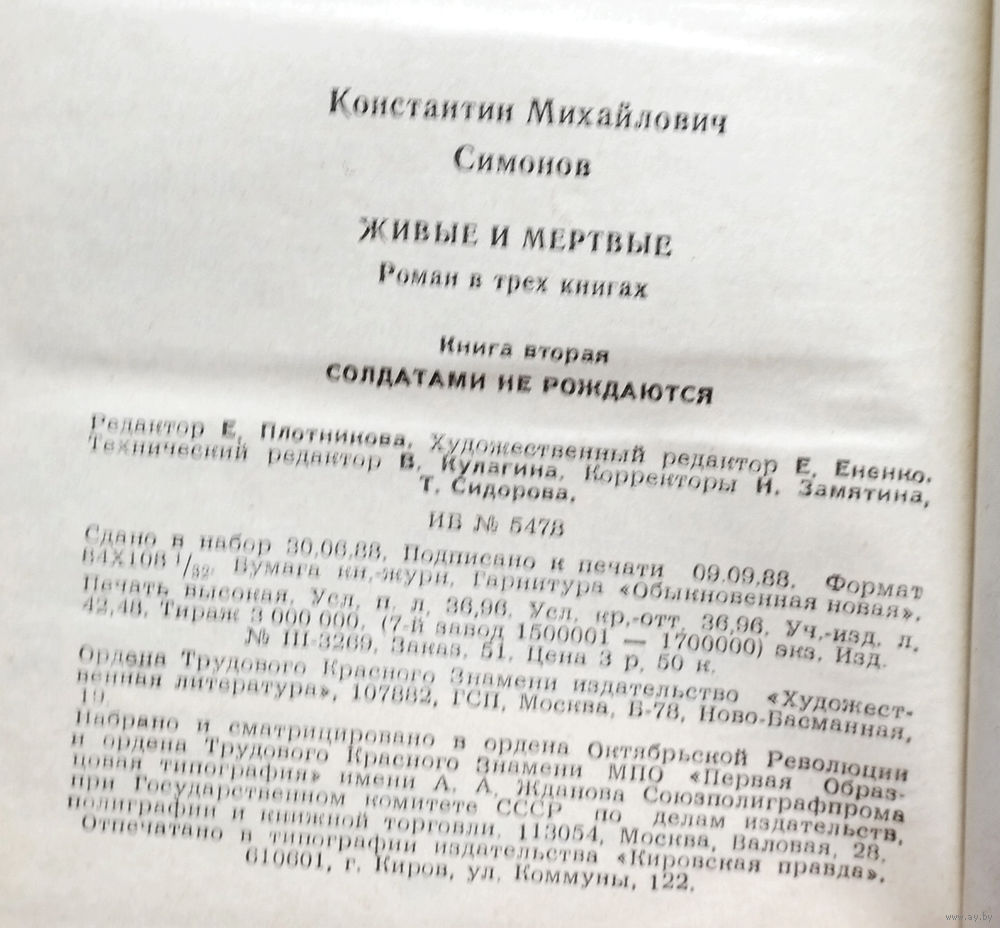 Константин Михайлович
Симонов
ЖИВЫЕ И МЕРТВЫЕ
Роман в трех книгах
Книга вторая
СОЛДАТАМИ НЕ РОЖДАЮТСЯ
Редактор Е. Плотникова. Художественный редактор Е. Ененко.
Технический редактор В. Кулагина. Корректоры И. Замятина,
Т. Сидорова.
ИБ № 5478
Сдано в набор 30.06.88. Подписано к печати 09.09.88. Формат
84Х108 1/32. Бумага кн.-журн. Гарнитура «Обыкновенная новая».
Печать высокая. Усл. п. л. 36,96. Усл. кр.-отт. 36,96. Уч.-изд. л.
42,48. Тираж 3 000 000. (7-й завод 1500001 — 1700000) экз. Изд.
№ III-3269. Заказ. 51. Цена 3 р. 50 к.
Ордена Трудового Красного Знамени издательство «Художест-
венная литература», 107882, ГСП, Москва, Б-78, Ново-Басманная,
19.
Набрано и сматрицировано в ордена Октябрьской Революции
и ордена Трудового Красного Знамени МПО «Первая Образ-
цовая типография» имени А. А. Жданова Союзполиграфпрома
при Государственном комитете СССР по делам издательств,
полиграфии и книжной торговли. 113054, Москва, Валовая, 28.
Отпечатано в типографии издательства «Кировская правда».
610601, г. Киров, ул. Коммуны, 122.
www.ay.by